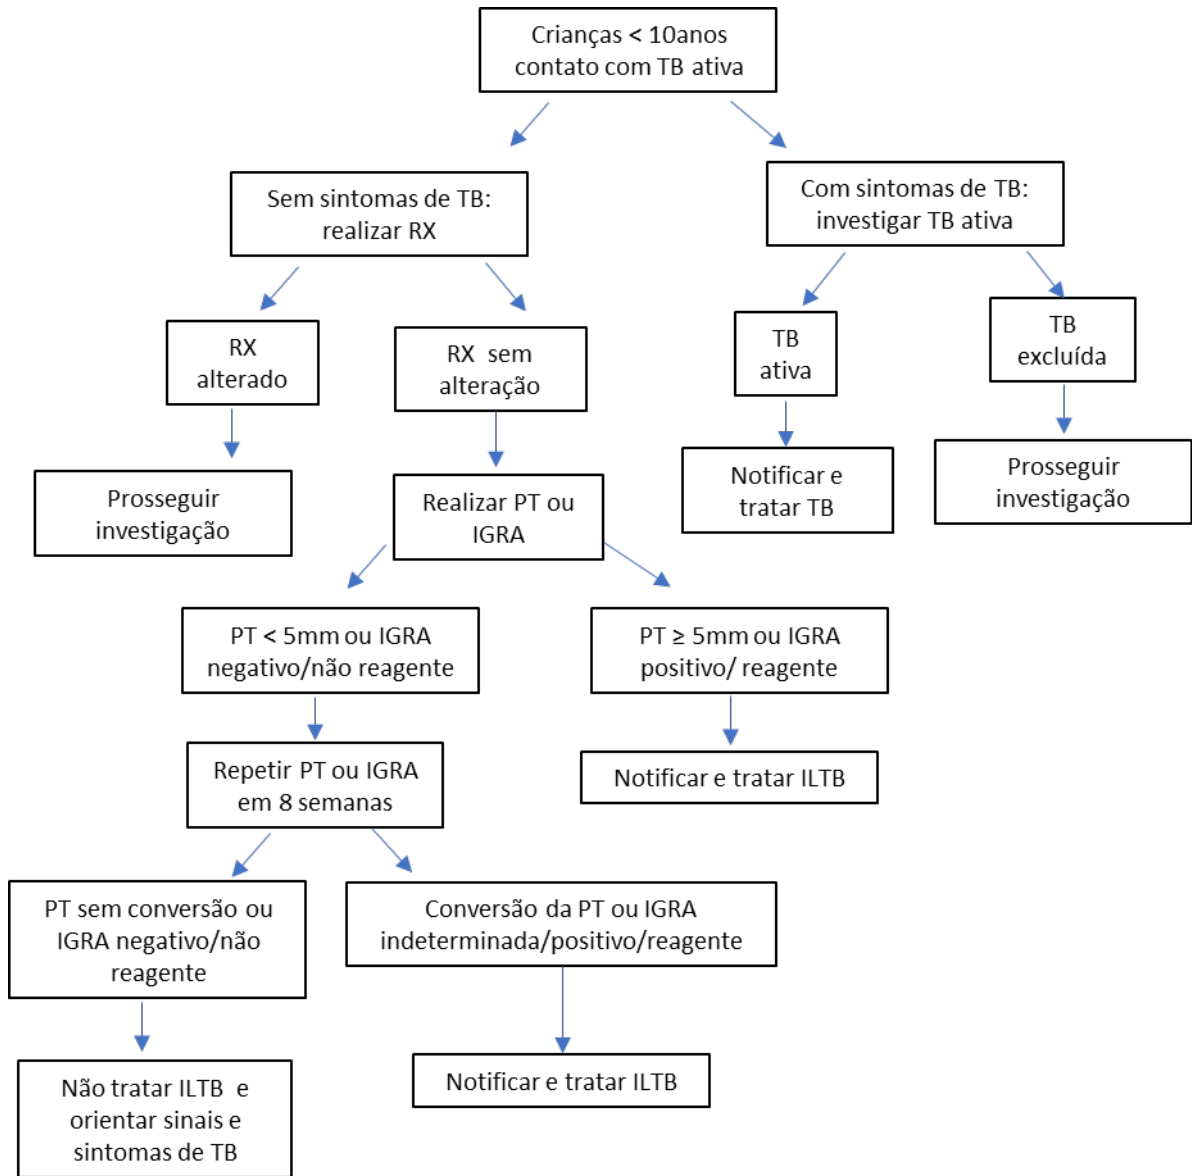 Crianças < 10anos
contato com TB ativa
Sem sintomas de TB:
realizar RX
Com sintomas de TB:
investigar TB ativa
RX
alterado
RX sem
alteração
TB
ativa
TB
excluída
Prosseguir
investigação
Realizar PT ou
IGRA
Notificar e
tratar TB
Prosseguir
investigação
PT < 5mm ou IGRA
negativo/não reagente
PT ≥ 5mm ou IGRA
positivo/ reagente
Repetir PT ou IGRA
em 8 semanas
Notificar e tratar ILTB
PT sem conversão ou
IGRA negativo/não
reagente
Conversão da PT ou IGRA
indeterminada/positivo/reagente
Não tratar ILTB e
orientar sinais e
sintomas de TB
Notificar e tratar ILTB